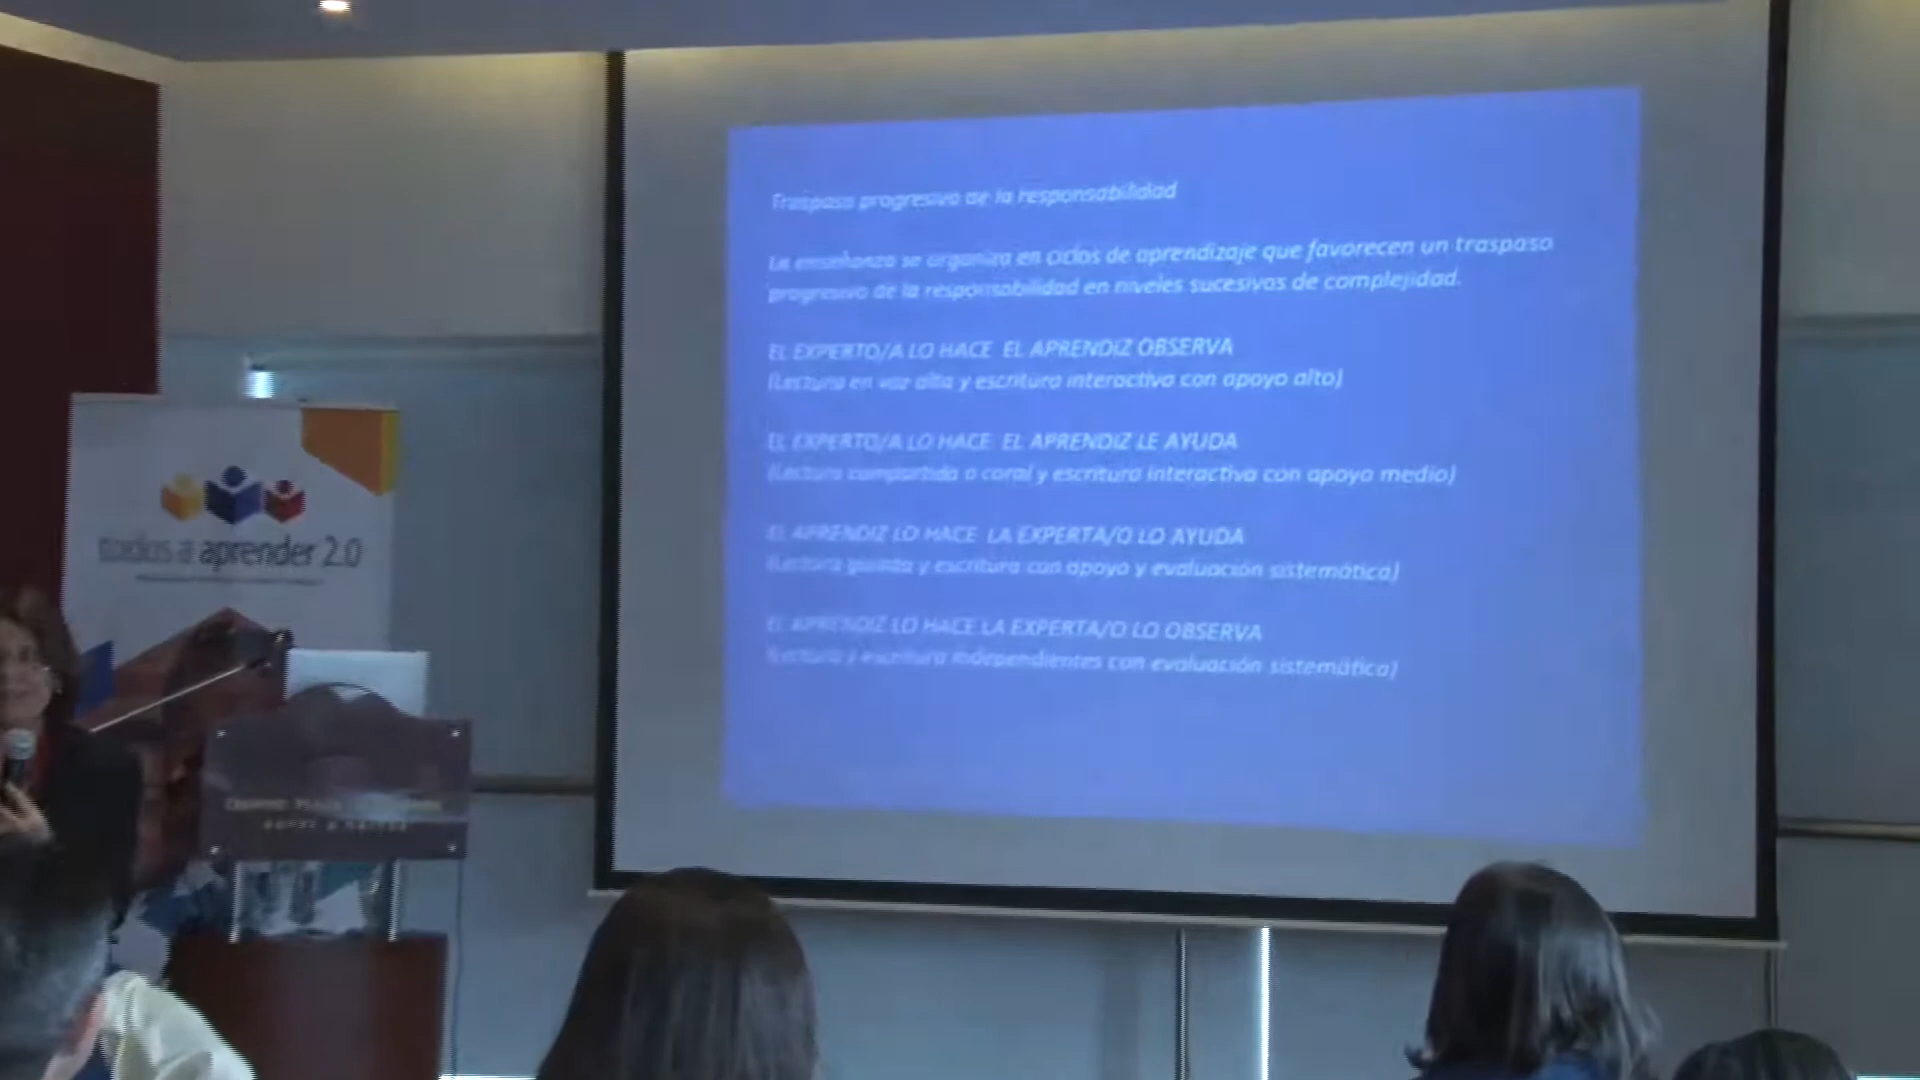 Traspaso progresivo de la responsabilidad
La enseñanza se organiza en ciclos de aprendizaje que favorecen un traspaso
progresivo de la responsabilidad en niveles sucesivos de complejidad.
EL EXPERTO/A LO HACE EL APRENDIZ OBSERVA
(Lectura en voz alta y escritura interactiva con apoyo alto)
EL EXPERTO/A LO HACE EL APRENDIZ LE AYUDA
(Lectura compartida o coral y escritura interactiva con apoyo medio)
EL APRENDIZ LO HACE LA EXPERTA/O LO AYUDA
(Lectura guiada y escritura con apoyo y evaluación sistemática)
EL APRENDIZ LO HACE LA EXPERTA/O LO OBSERVA
(Lectura y escritura independientes con evaluación sistemática)
todos a aprender 2.0